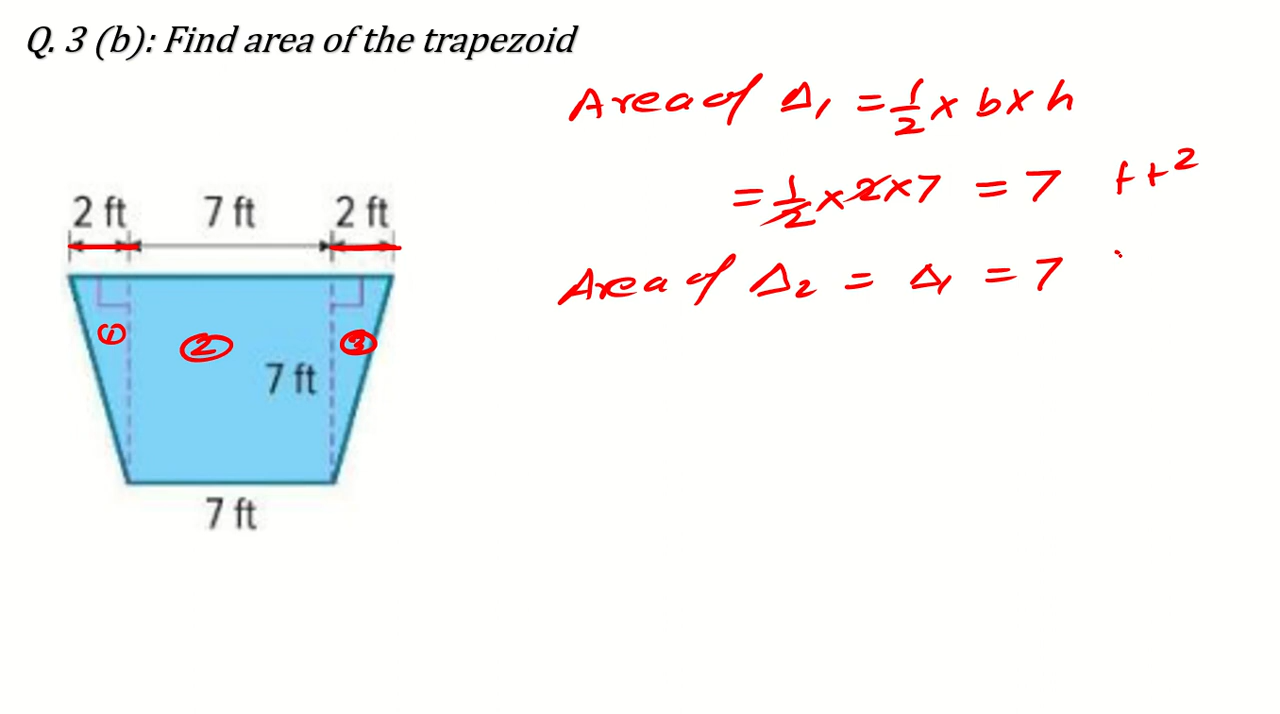 Q. 3 (b): Find area of the trapezoid
Area of Δ1 = 1/2 × b × h
= 1/2 × 2 × 7 = 7 ft²
Area of Δ2 = Δ1 = 7
2 ft 7 ft 2 ft
1 2 3
7 ft
7 ft